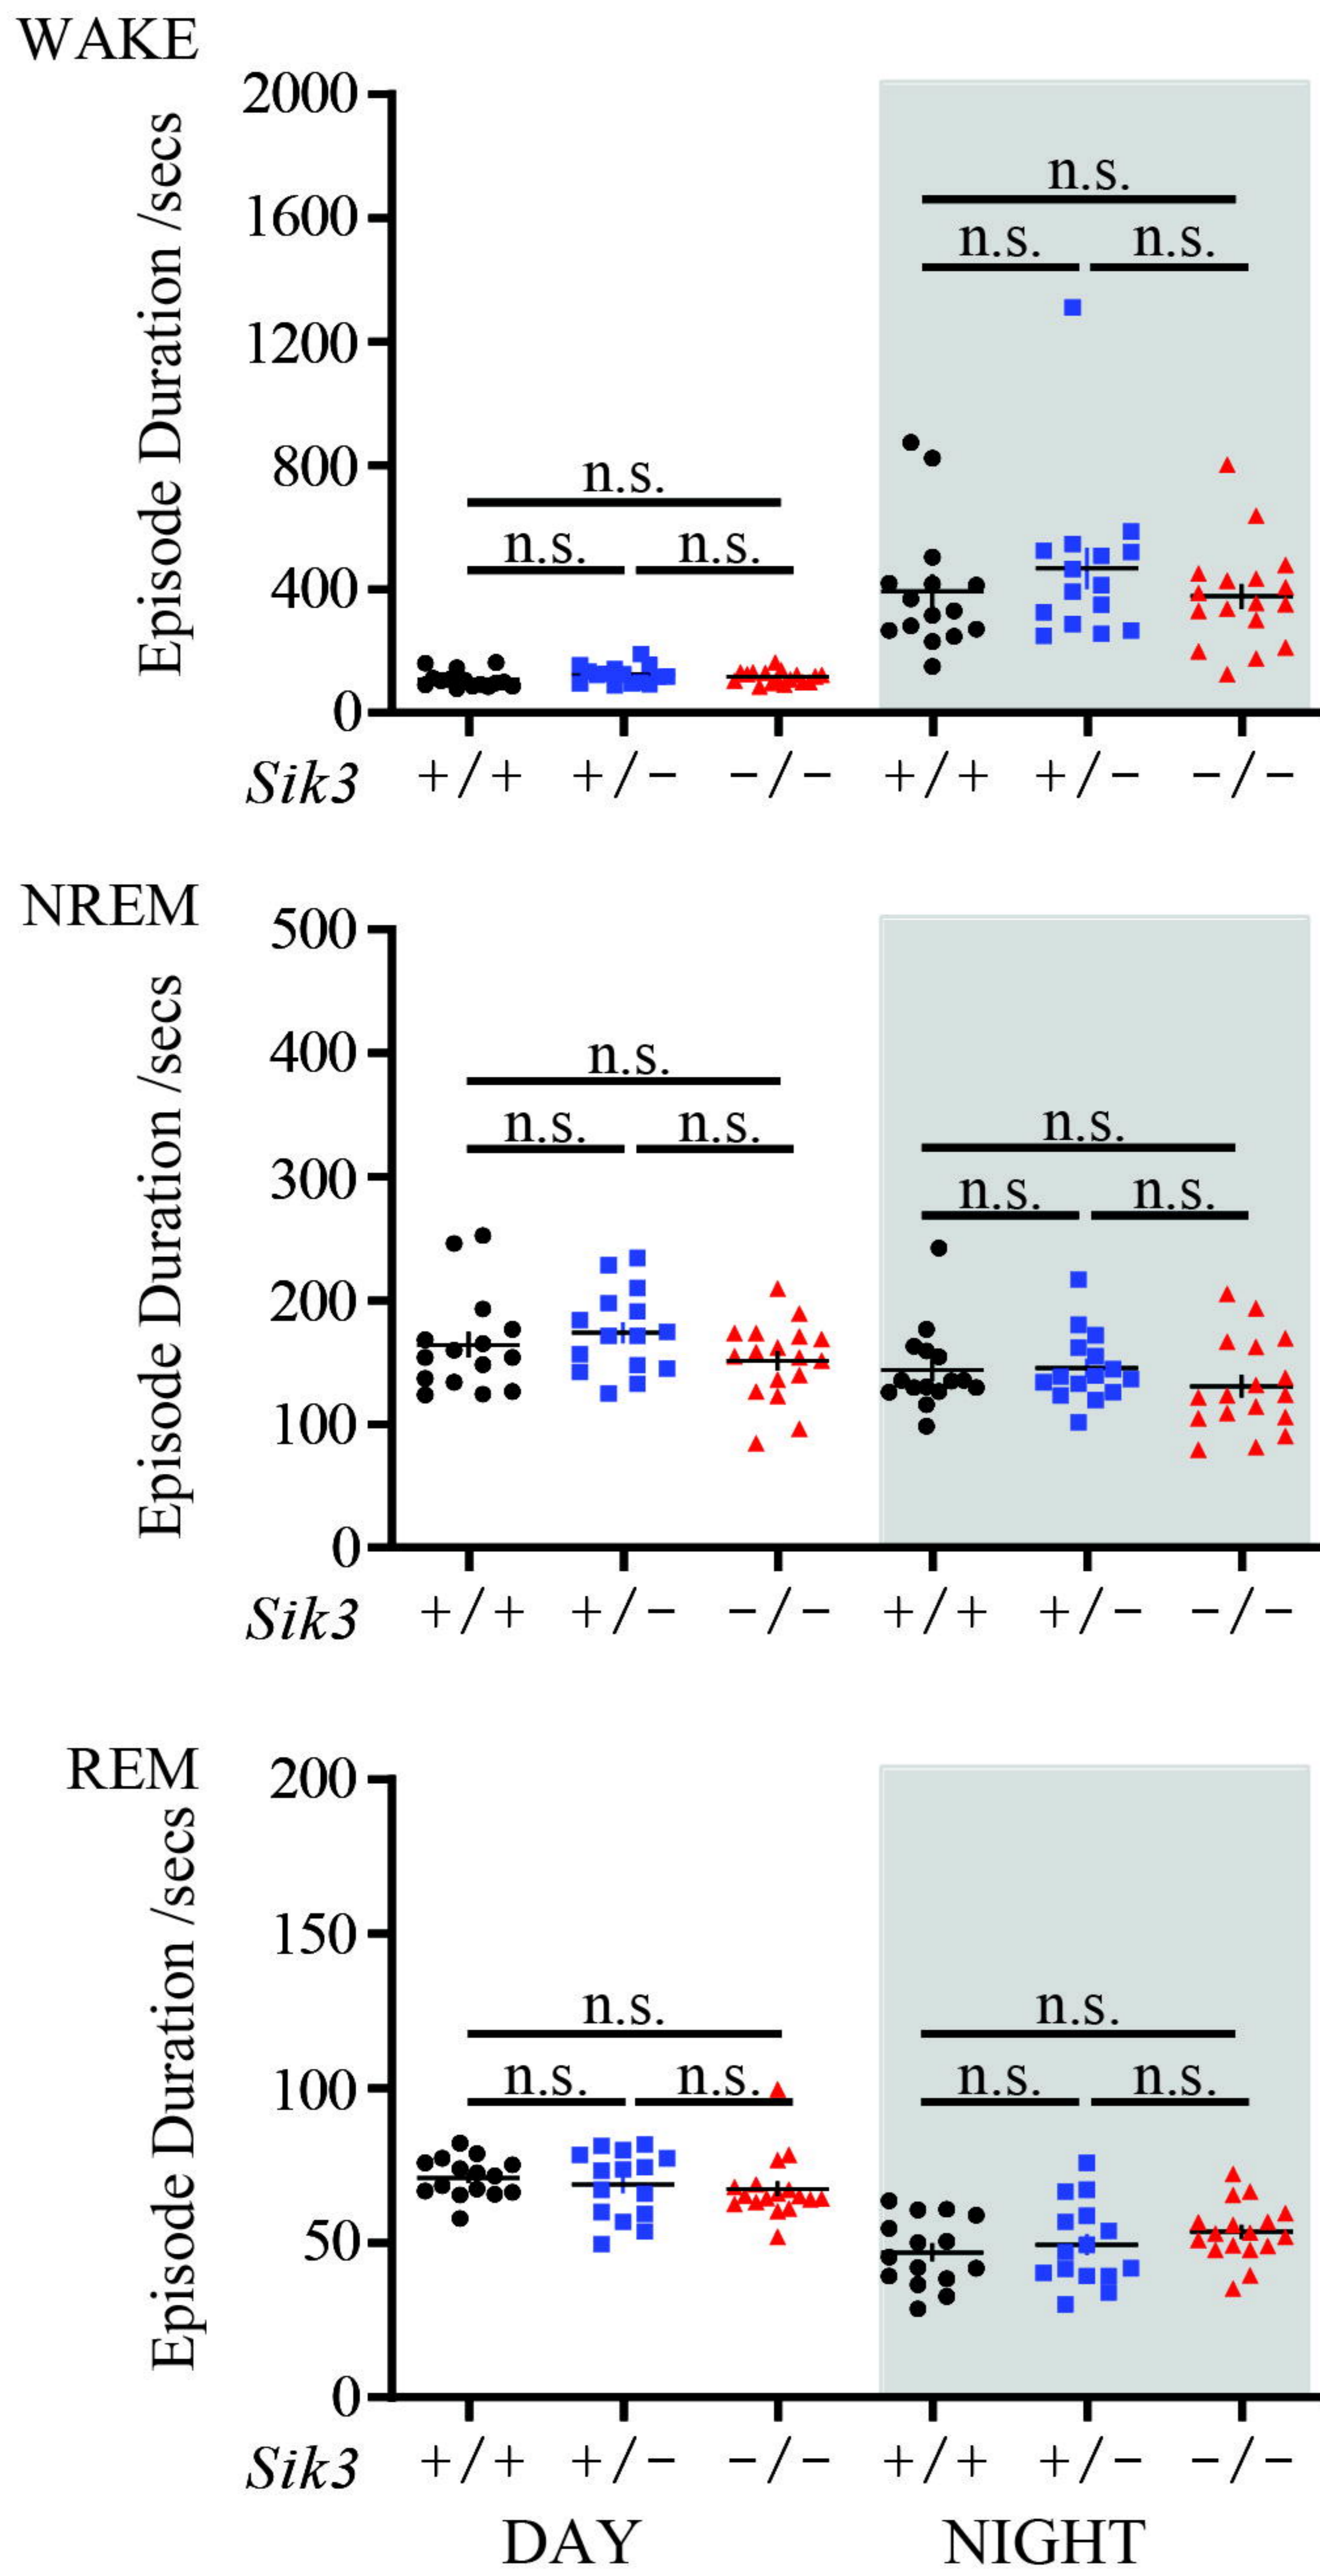 WAKE
Episode Duration /secs
2000
1600
1200
800
400
0
n.s.
n.s. n.s.
n.s.
n.s. n.s.
Sik3 +/+ +/− −/− +/+ +/− −/−
NREM
Episode Duration /secs
500
400
300
200
100
0
n.s.
n.s. n.s.
n.s.
n.s. n.s.
Sik3 +/+ +/− −/− +/+ +/− −/−
REM
Episode Duration /secs
200
150
100
50
0
n.s.
n.s. n.s.
n.s.
n.s. n.s.
Sik3 +/+ +/− −/− +/+ +/− −/−
DAY NIGHT